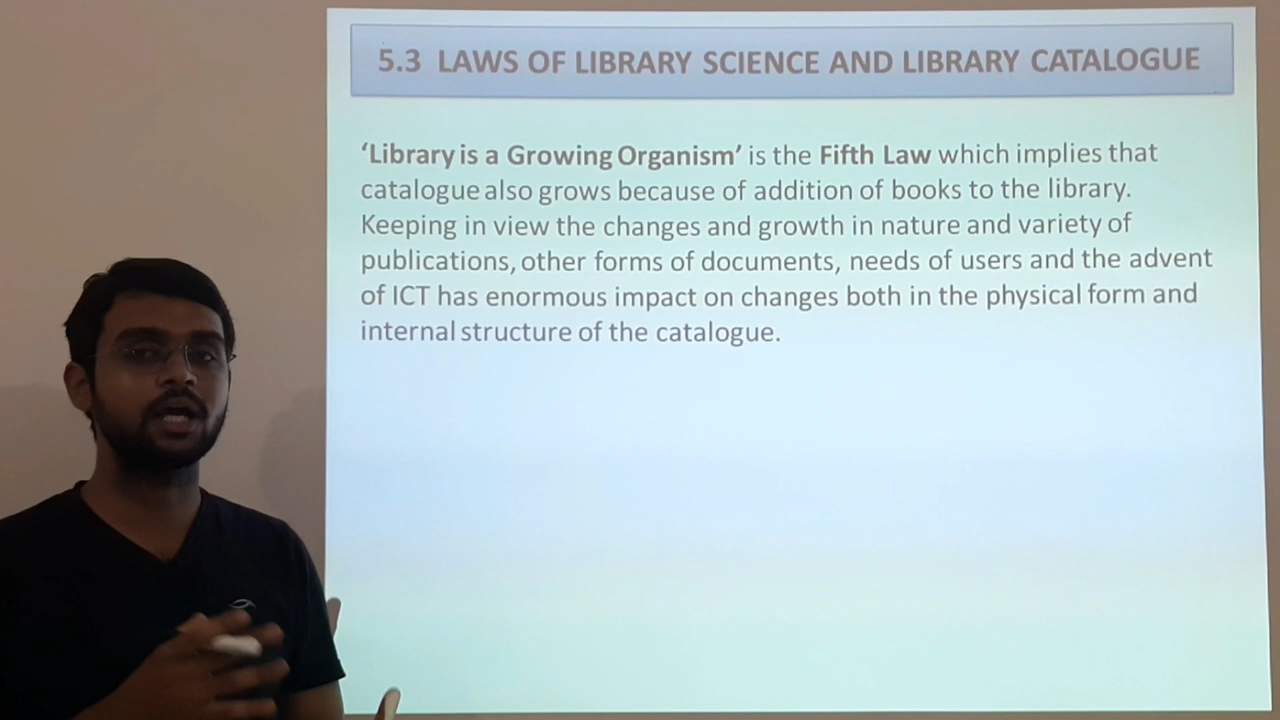 5.3 LAWS OF LIBRARY SCIENCE AND LIBRARY CATALOGUE
‘Library is a Growing Organism’ is the Fifth Law which implies that
catalogue also grows because of addition of books to the library.
Keeping in view the changes and growth in nature and variety of
publications, other forms of documents, needs of users and the advent
of ICT has enormous impact on changes both in the physical form and
internal structure of the catalogue.